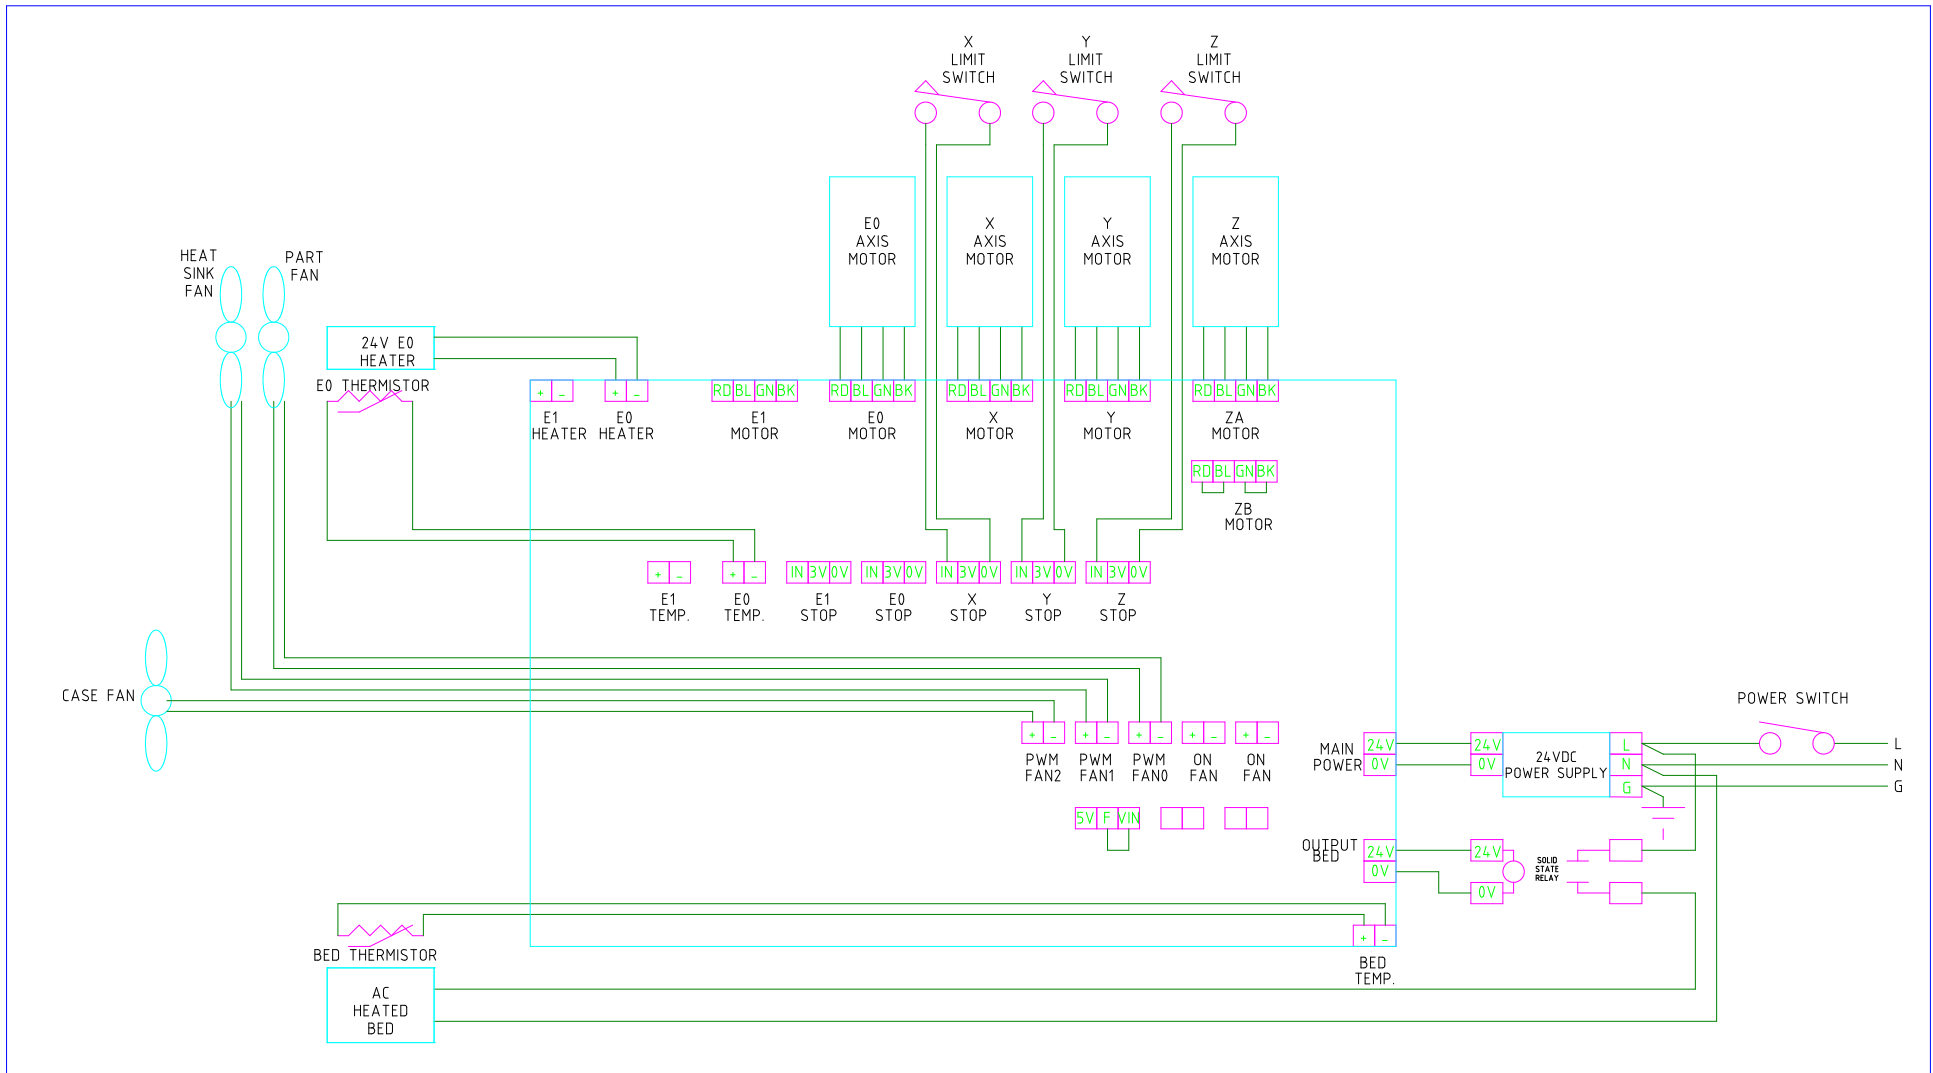 X
LIMIT
SWITCH
Y
LIMIT
SWITCH
Z
LIMIT
SWITCH
E0
AXIS
MOTOR
X
AXIS
MOTOR
Y
AXIS
MOTOR
Z
AXIS
MOTOR
HEAT
SINK
FAN
PART
FAN
24V E0
HEATER
E0 THERMISTOR
+ –
E1
HEATER
+ –
E0
HEATER
RD BL GN BK
E1
MOTOR
RD BL GN BK
E0
MOTOR
RD BL GN BK
X
MOTOR
RD BL GN BK
Y
MOTOR
RD BL GN BK
ZA
MOTOR
RD BL GN BK
ZB
MOTOR
+ –
E1
TEMP.
+ –
E0
TEMP.
IN 3V 0V
E1
STOP
IN 3V 0V
E0
STOP
IN 3V 0V
X
STOP
IN 3V 0V
Y
STOP
IN 3V 0V
Z
STOP
CASE FAN
+ –
PWM
FAN2
+ –
PWM
FAN1
+ –
PWM
FAN0
+ –
ON
FAN
+ –
ON
FAN
5V F VIN
MAIN
POWER
24V
0V
24V
0V
24VDC
POWER SUPPLY
L
N
G
POWER SWITCH
L
N
G
OUTPUT
BED
24V
0V
24V
0V
SOLID
STATE
RELAY
+ –
BED
TEMP.
BED THERMISTOR
AC
HEATED
BED